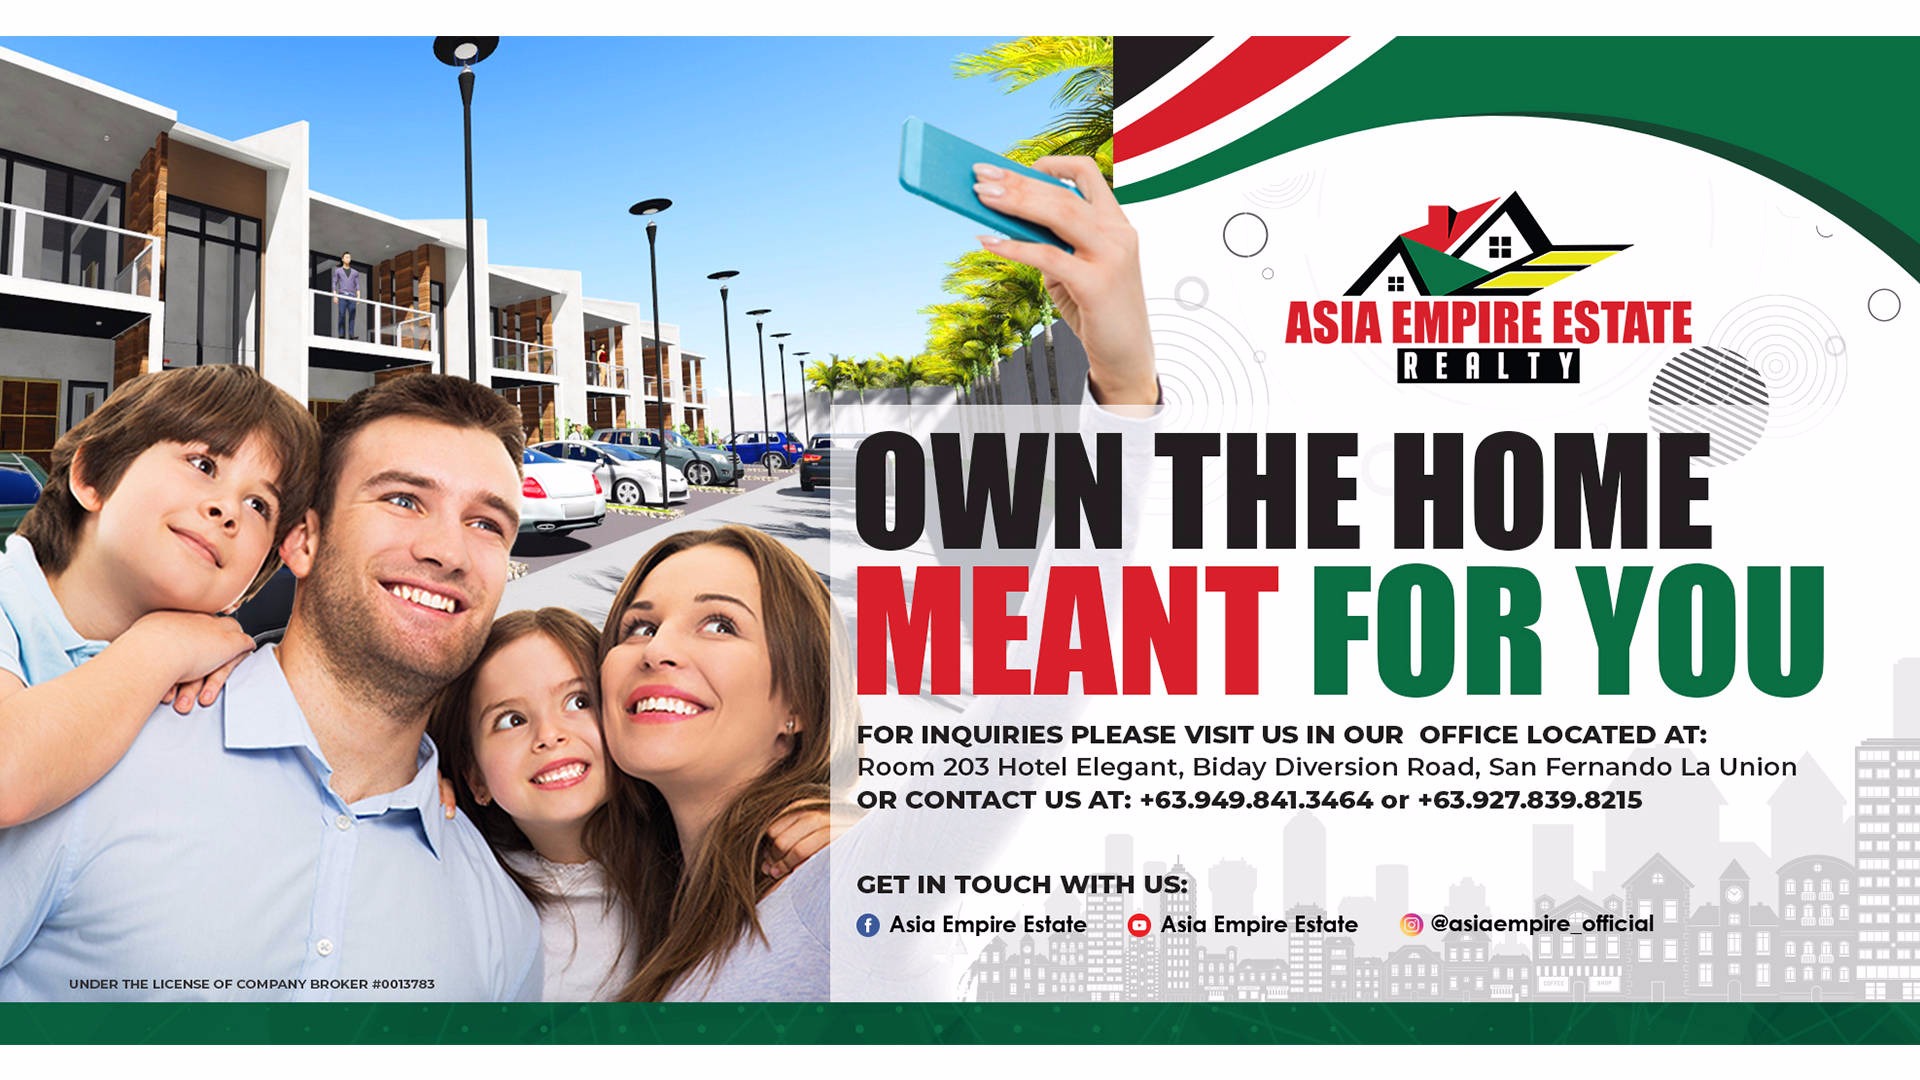 ASIA EMPIRE ESTATE
REALTY
OWN THE HOME
MEANT FOR YOU
FOR INQUIRIES PLEASE VISIT US IN OUR OFFICE LOCATED AT:
Room 203 Hotel Elegant, Biday Diversion Road, San Fernando La Union
OR CONTACT US AT: +63.949.841.3464 or +63.927.839.8215
GET IN TOUCH WITH US:
Asia Empire Estate Asia Empire Estate @asiaempire_official
COFFEE SHOP
UNDER THE LICENSE OF COMPANY BROKER #0013783